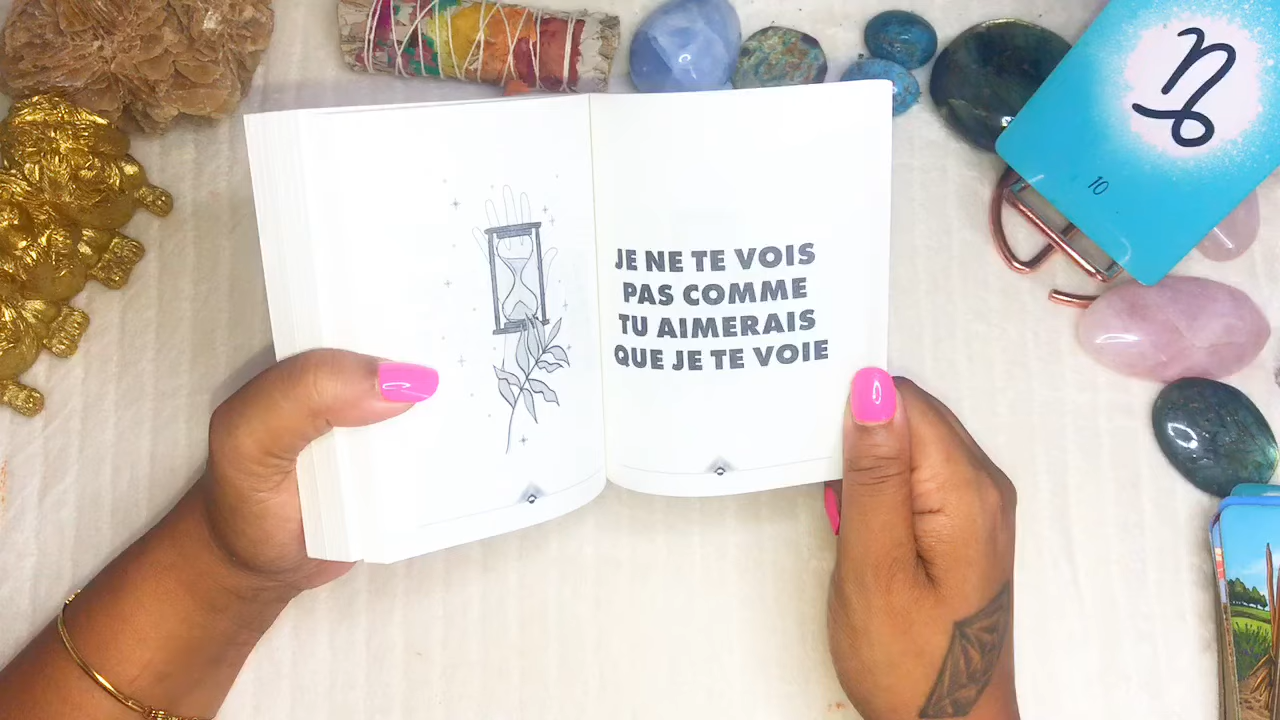 JE NE TE VOIS
PAS COMME
TU AIMERAIS
QUE JE TE VOIE
10